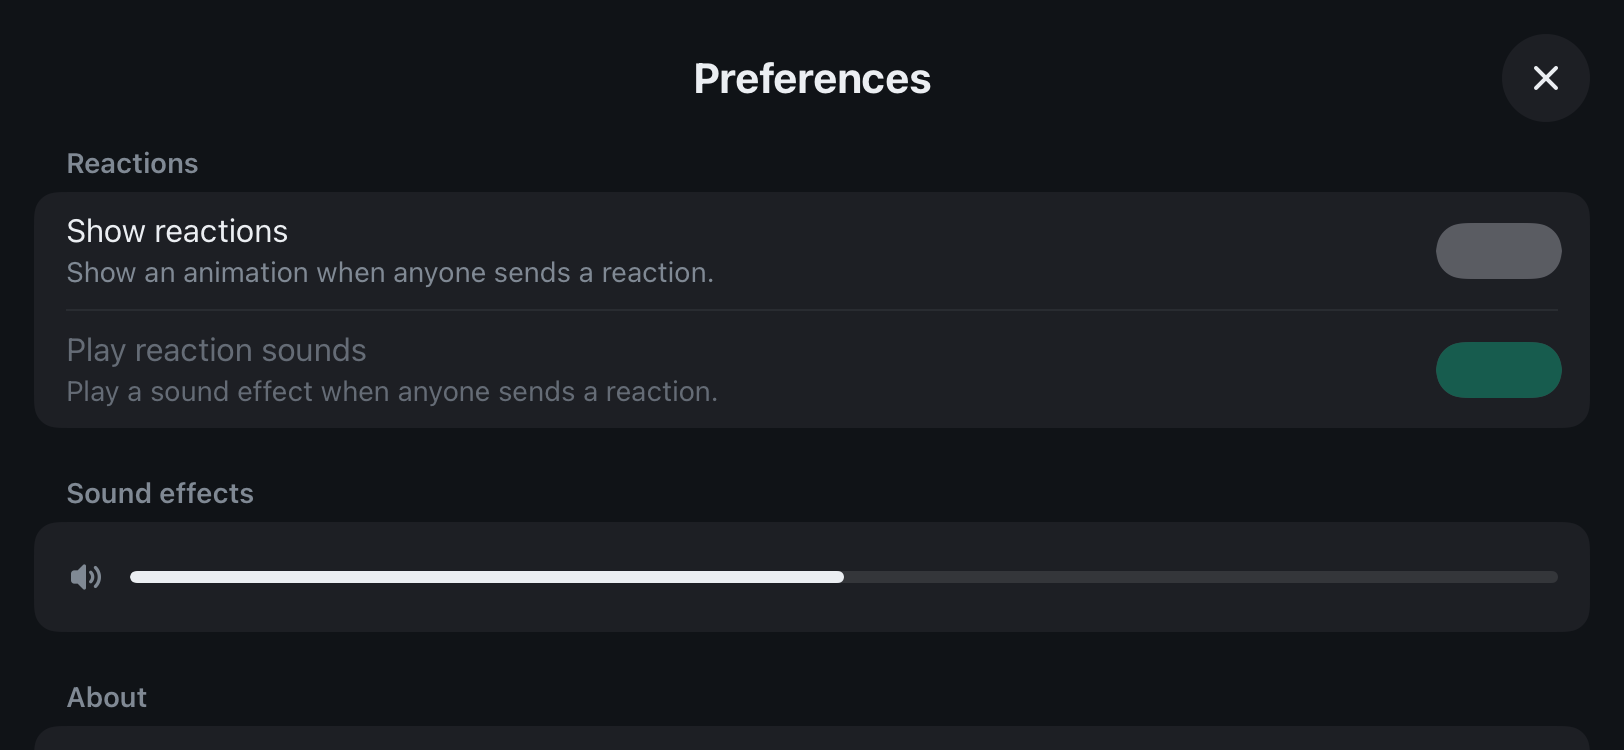 Preferences
Reactions
Show reactions
Show an animation when anyone sends a reaction.
Play reaction sounds
Play a sound effect when anyone sends a reaction.
Sound effects
About